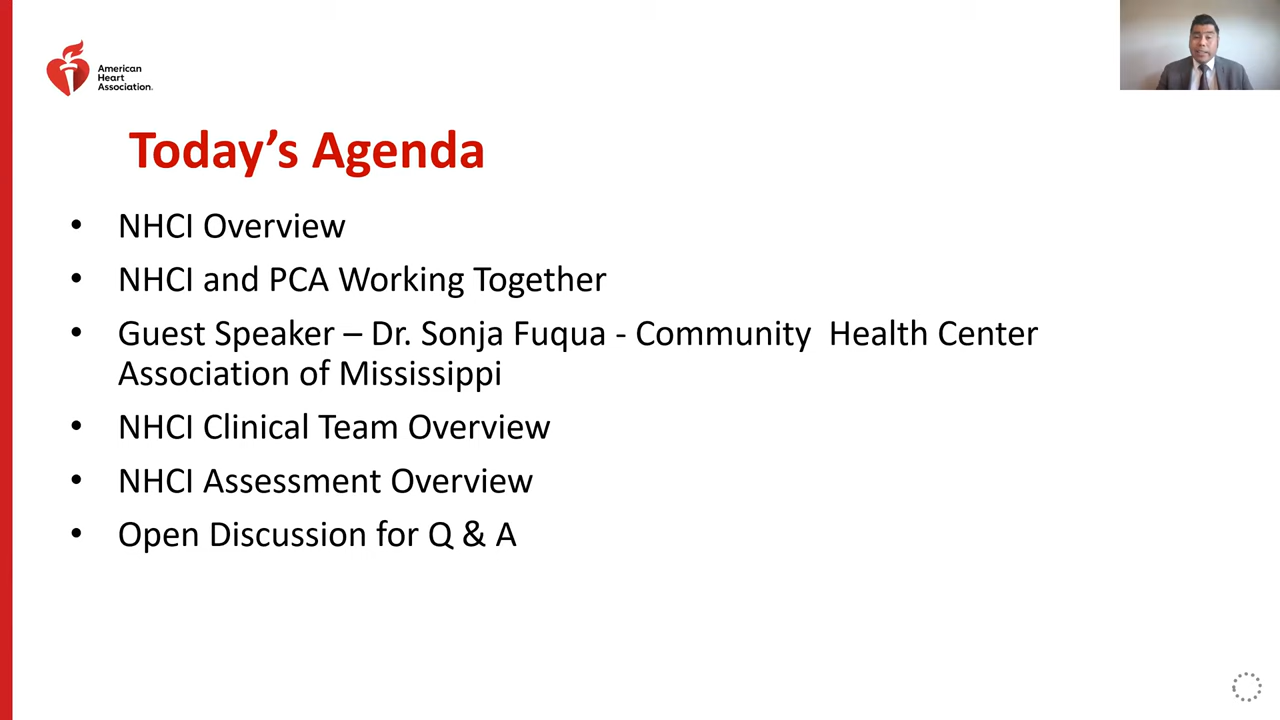 American
Heart
Association.
Today’s Agenda
• NHCI Overview
• NHCI and PCA Working Together
• Guest Speaker – Dr. Sonja Fuqua - Community  Health Center
Association of Mississippi
• NHCI Clinical Team Overview
• NHCI Assessment Overview
• Open Discussion for Q & A